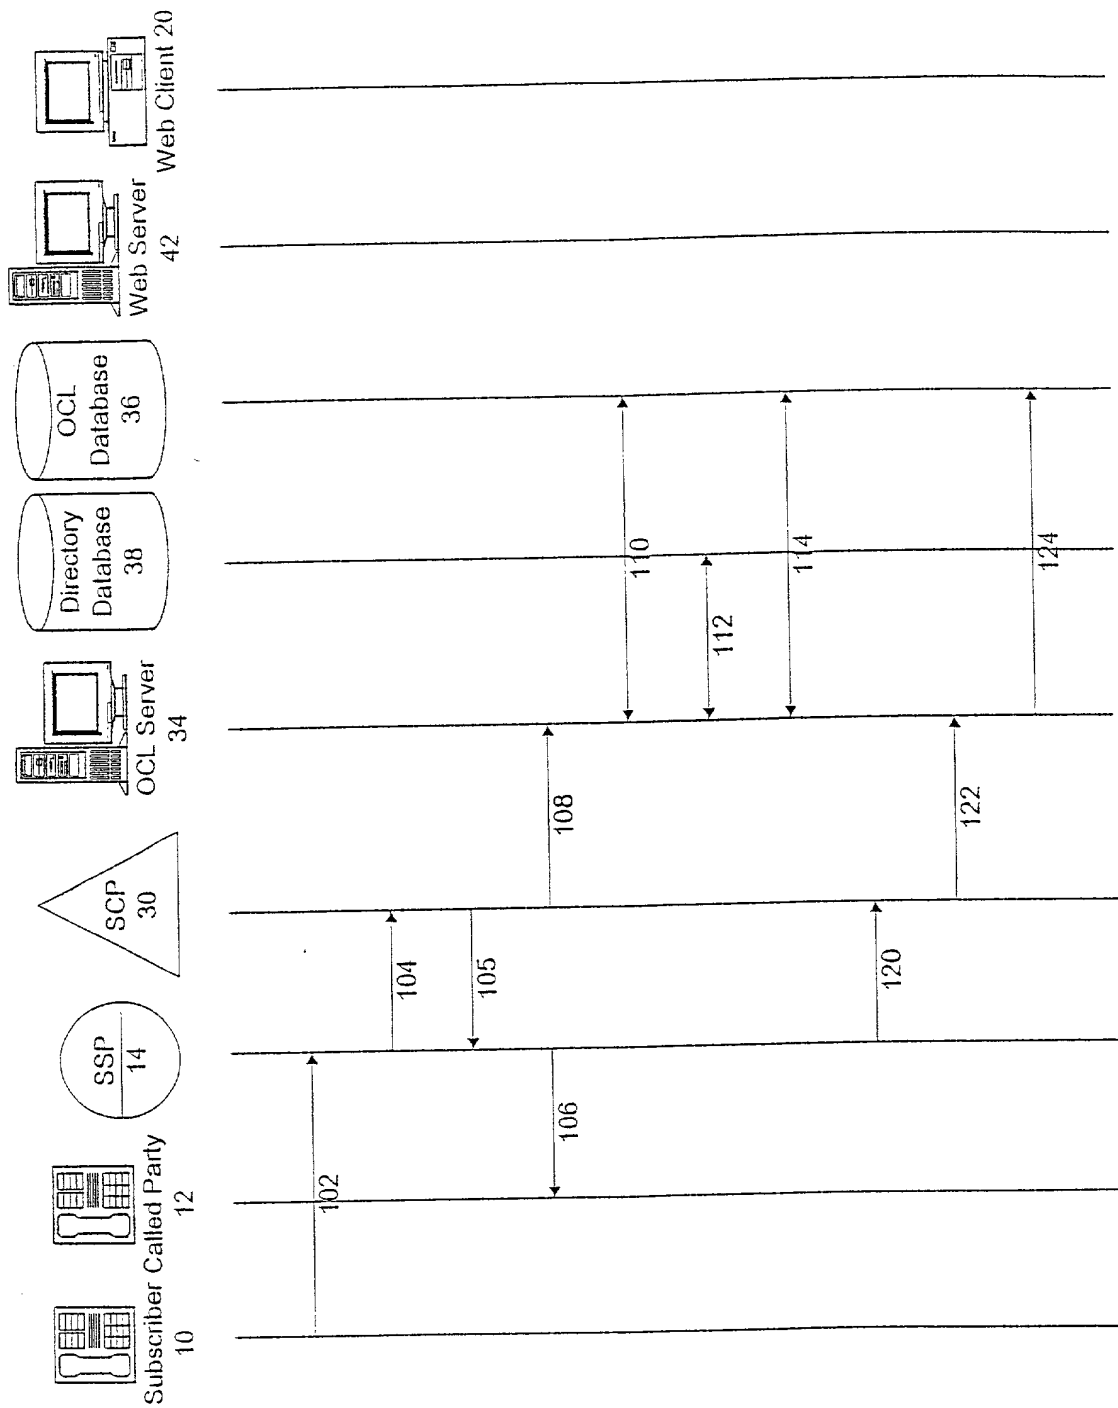 Subscriber
10
Called Party
12
SSP
14
SCP
30
OCL Server
34
Directory
Database
38
OCL
Database
36
Web Server
42
Web Client 20
102
104
105
106
108
110
112
114
120
122
124